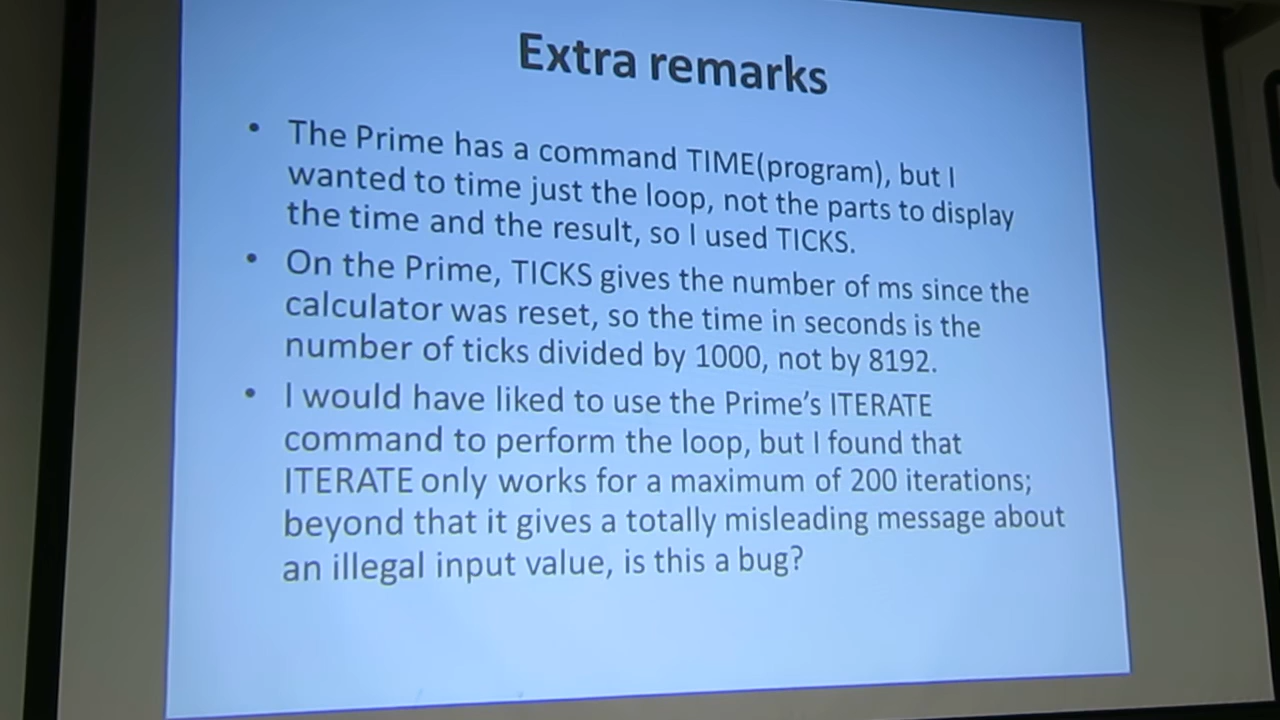 Extra remarks
• The Prime has a command TIME(program), but I
wanted to time just the loop, not the parts to display
the time and the result, so I used TICKS.
• On the Prime, TICKS gives the number of ms since the
calculator was reset, so the time in seconds is the
number of ticks divided by 1000, not by 8192.
• I would have liked to use the Prime’s ITERATE
command to perform the loop, but I found that
ITERATE only works for a maximum of 200 iterations;
beyond that it gives a totally misleading message about
an illegal input value, is this a bug?